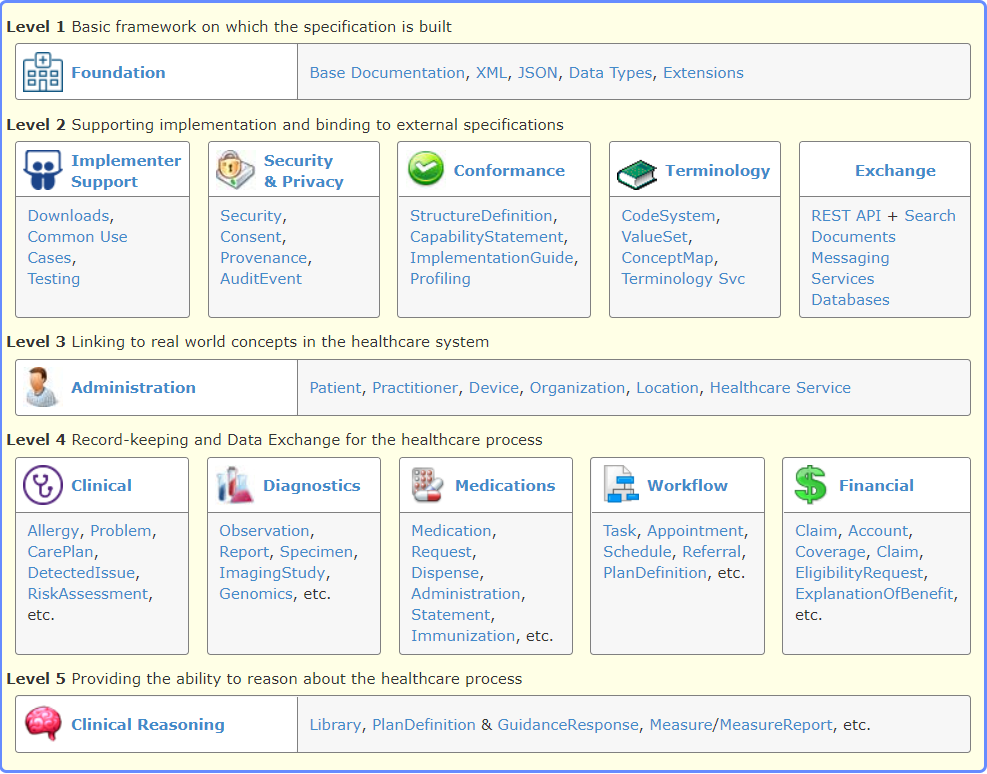 Level 1 Basic framework on which the specification is built
Foundation
Base Documentation, XML, JSON, Data Types, Extensions
Level 2 Supporting implementation and binding to external specifications
Implementer
Support
Downloads,
Common Use
Cases,
Testing
Security
& Privacy
Security,
Consent,
Provenance,
AuditEvent
Conformance
StructureDefinition,
CapabilityStatement,
ImplementationGuide,
Profiling
Terminology
CodeSystem,
ValueSet,
ConceptMap,
Terminology Svc
Exchange
REST API + Search
Documents
Messaging
Services
Databases
Level 3 Linking to real world concepts in the healthcare system
Administration
Patient, Practitioner, Device, Organization, Location, Healthcare Service
Level 4 Record-keeping and Data Exchange for the healthcare process
Clinical
Allergy, Problem,
CarePlan,
DetectedIssue,
RiskAssessment,
etc.
Diagnostics
Observation,
Report, Specimen,
ImagingStudy,
Genomics, etc.
Medications
Medication,
Request,
Dispense,
Administration,
Statement,
Immunization, etc.
Workflow
Task, Appointment,
Schedule, Referral,
PlanDefinition, etc.
Financial
Claim, Account,
Coverage, Claim,
EligibilityRequest,
ExplanationOfBenefit,
etc.
Level 5 Providing the ability to reason about the healthcare process
Clinical Reasoning
Library, PlanDefinition & GuidanceResponse, Measure/MeasureReport, etc.